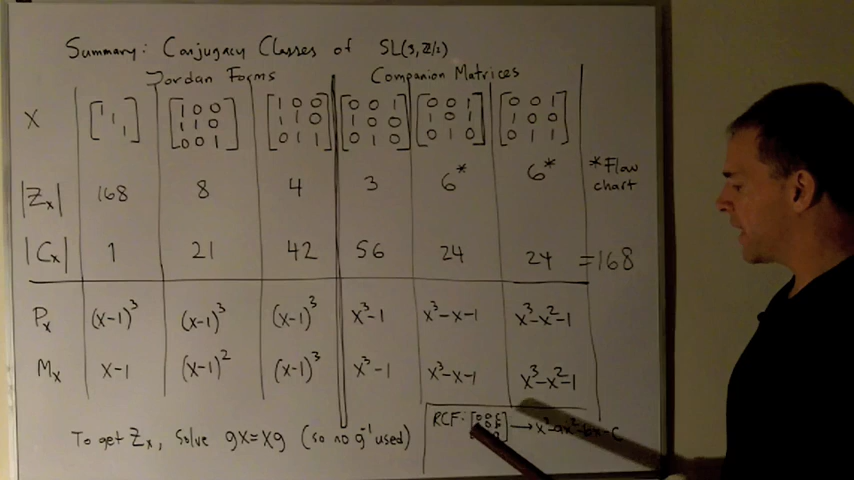 Summary: Conjugacy Classes of SL(3, Z/2)
Jordan Forms Companion Matrices
X [1 1 1] [1 0 0 1 1 0 0 0 1] [1 0 0 1 1 0 0 1 1] [0 0 1 1 0 0 0 1 0] [0 0 1 1 0 1 0 1 0] [0 0 1 1 0 0 0 1 1]
|Zx| 168 8 4 3 6* 6* *Flow chart
|Cx| 1 21 42 56 24 24 =168
Px (x-1)³ (x-1)³ (x-1)³ x³-1 x³-x-1 x³-x²-1
Mx x-1 (x-1)² (x-1)³ x³-1 x³-x-1 x³-x²-1
To get Zx, solve gx=xg (so no g⁻¹ used)
RCF: → x³-ax²-bx-c